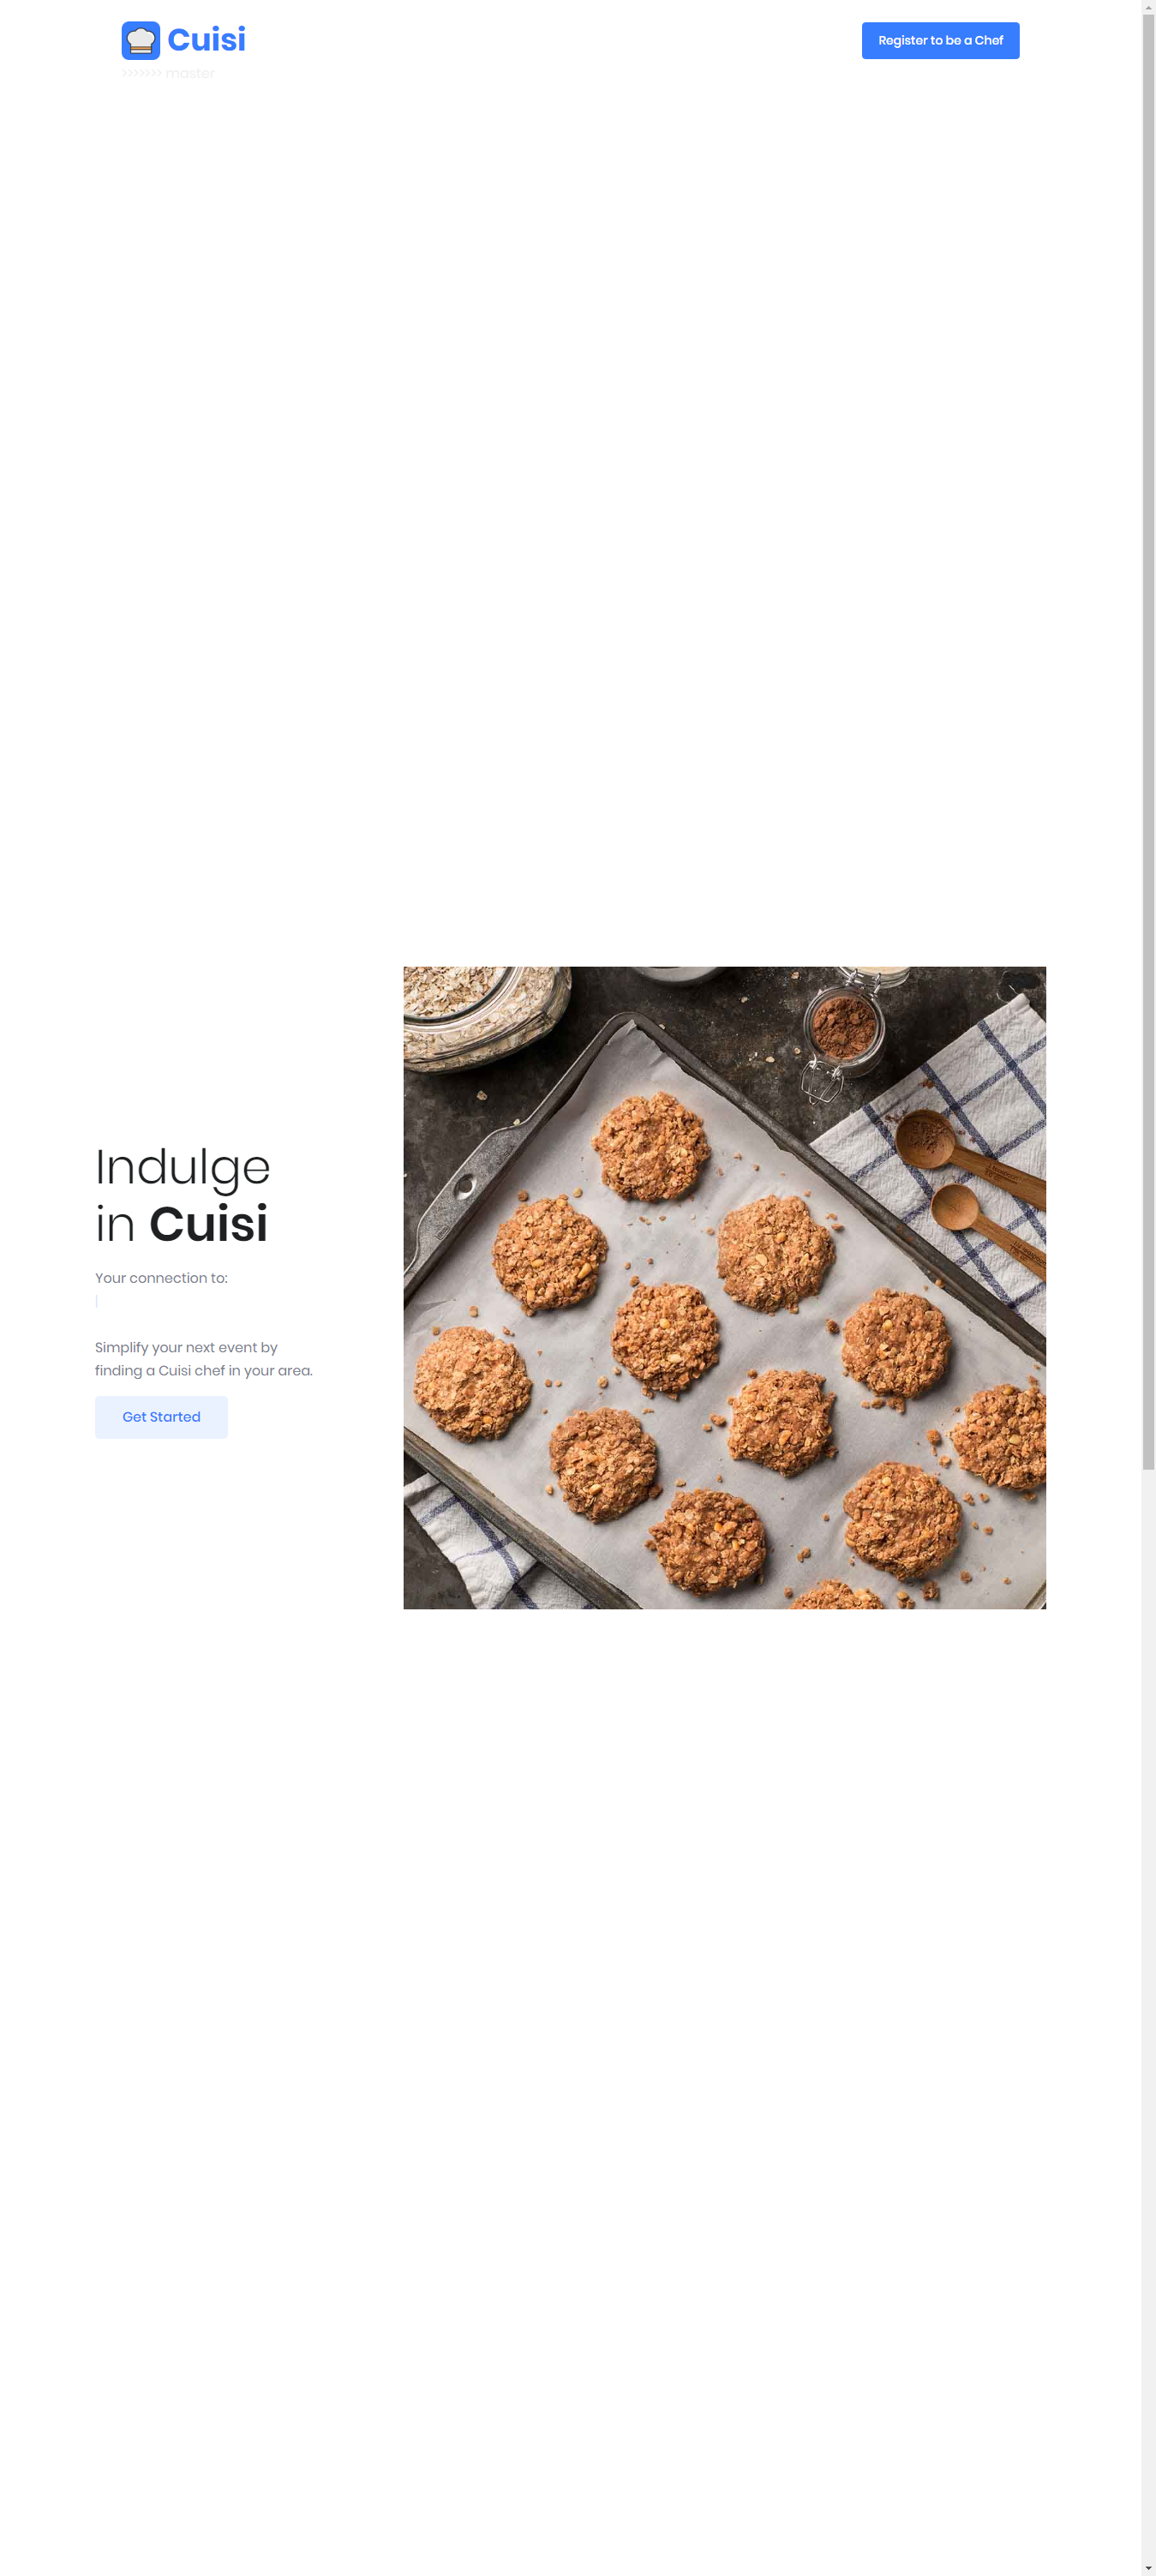 Cuisi
Register to be a Chef
>>>>>>> master
Indulge
in Cuisi
Your connection to:
Simplify your next event by
finding a Cuisi chef in your area.
Get Started